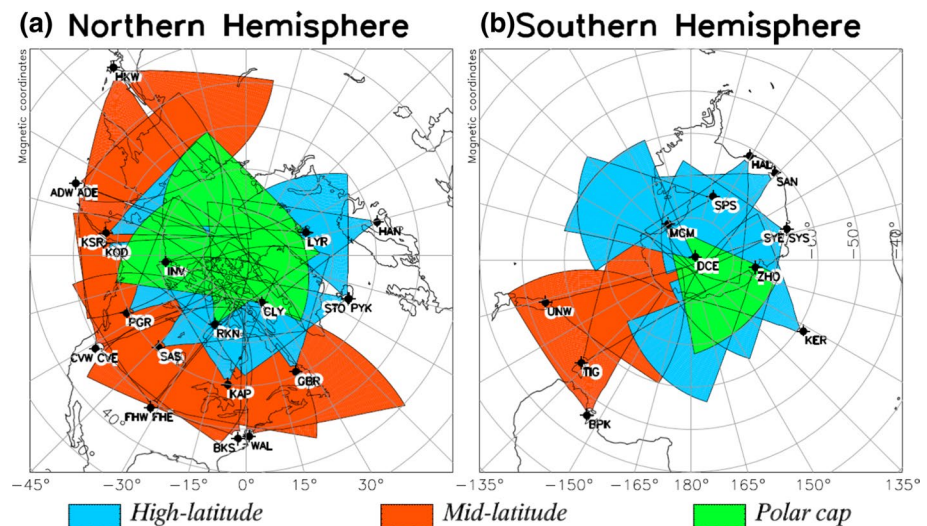 (a) Northern Hemisphere
Magnetic coordinates
HKW
ADW ADE
KSR
KOD
INV
LYR
HAN
CLY
STO PYK
PGR
RKN
CVW CVE
SAS
KAP
GBR
FHW FHE
BKS
WAL
40°
-45° -30° -15° 0° 15° 30°
(b) Southern Hemisphere
Magnetic coordinates
HAL
SAN
SPS
MCM
SYE SYS
DCE
ZHO
UNW
KER
TIG
BPK
-60°
-50°
-40°
-135° -150° -165° 180° 165° 150° 135°
High-latitude
Mid-latitude
Polar cap